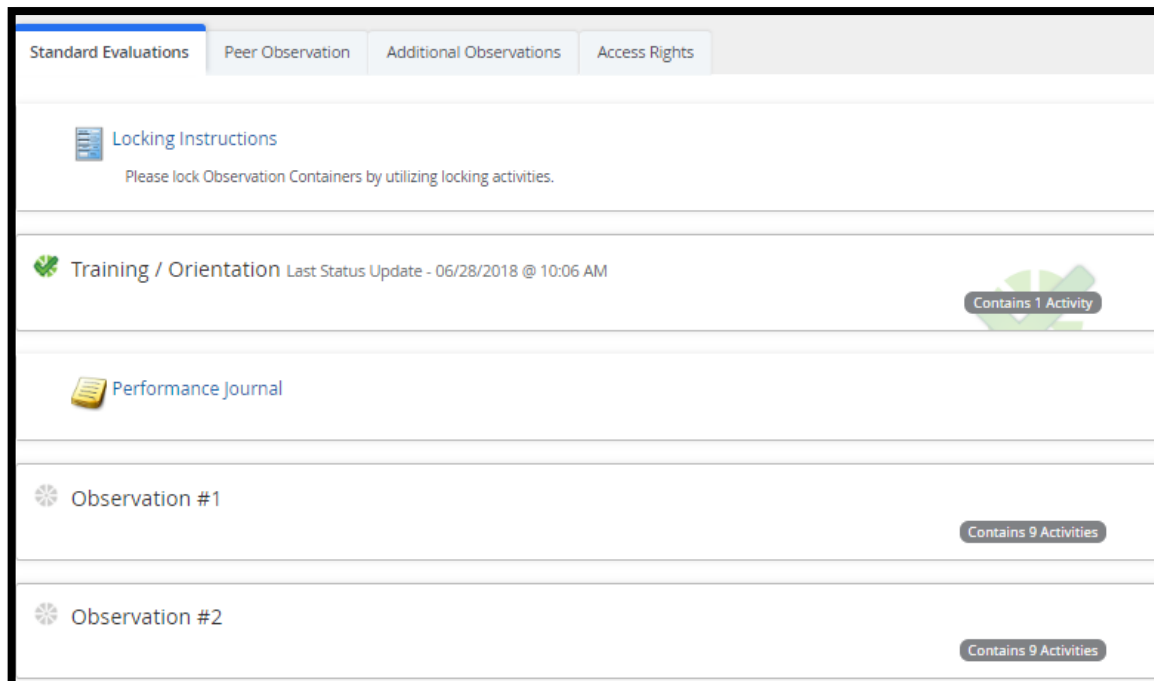 Standard Evaluations Peer Observation Additional Observations Access Rights
Locking Instructions
Please lock Observation Containers by utilizing locking activities.
Training / Orientation Last Status Update - 06/28/2018 @ 10:06 AM
Contains 1 Activity
Performance Journal
Observation #1
Contains 9 Activities
Observation #2
Contains 9 Activities